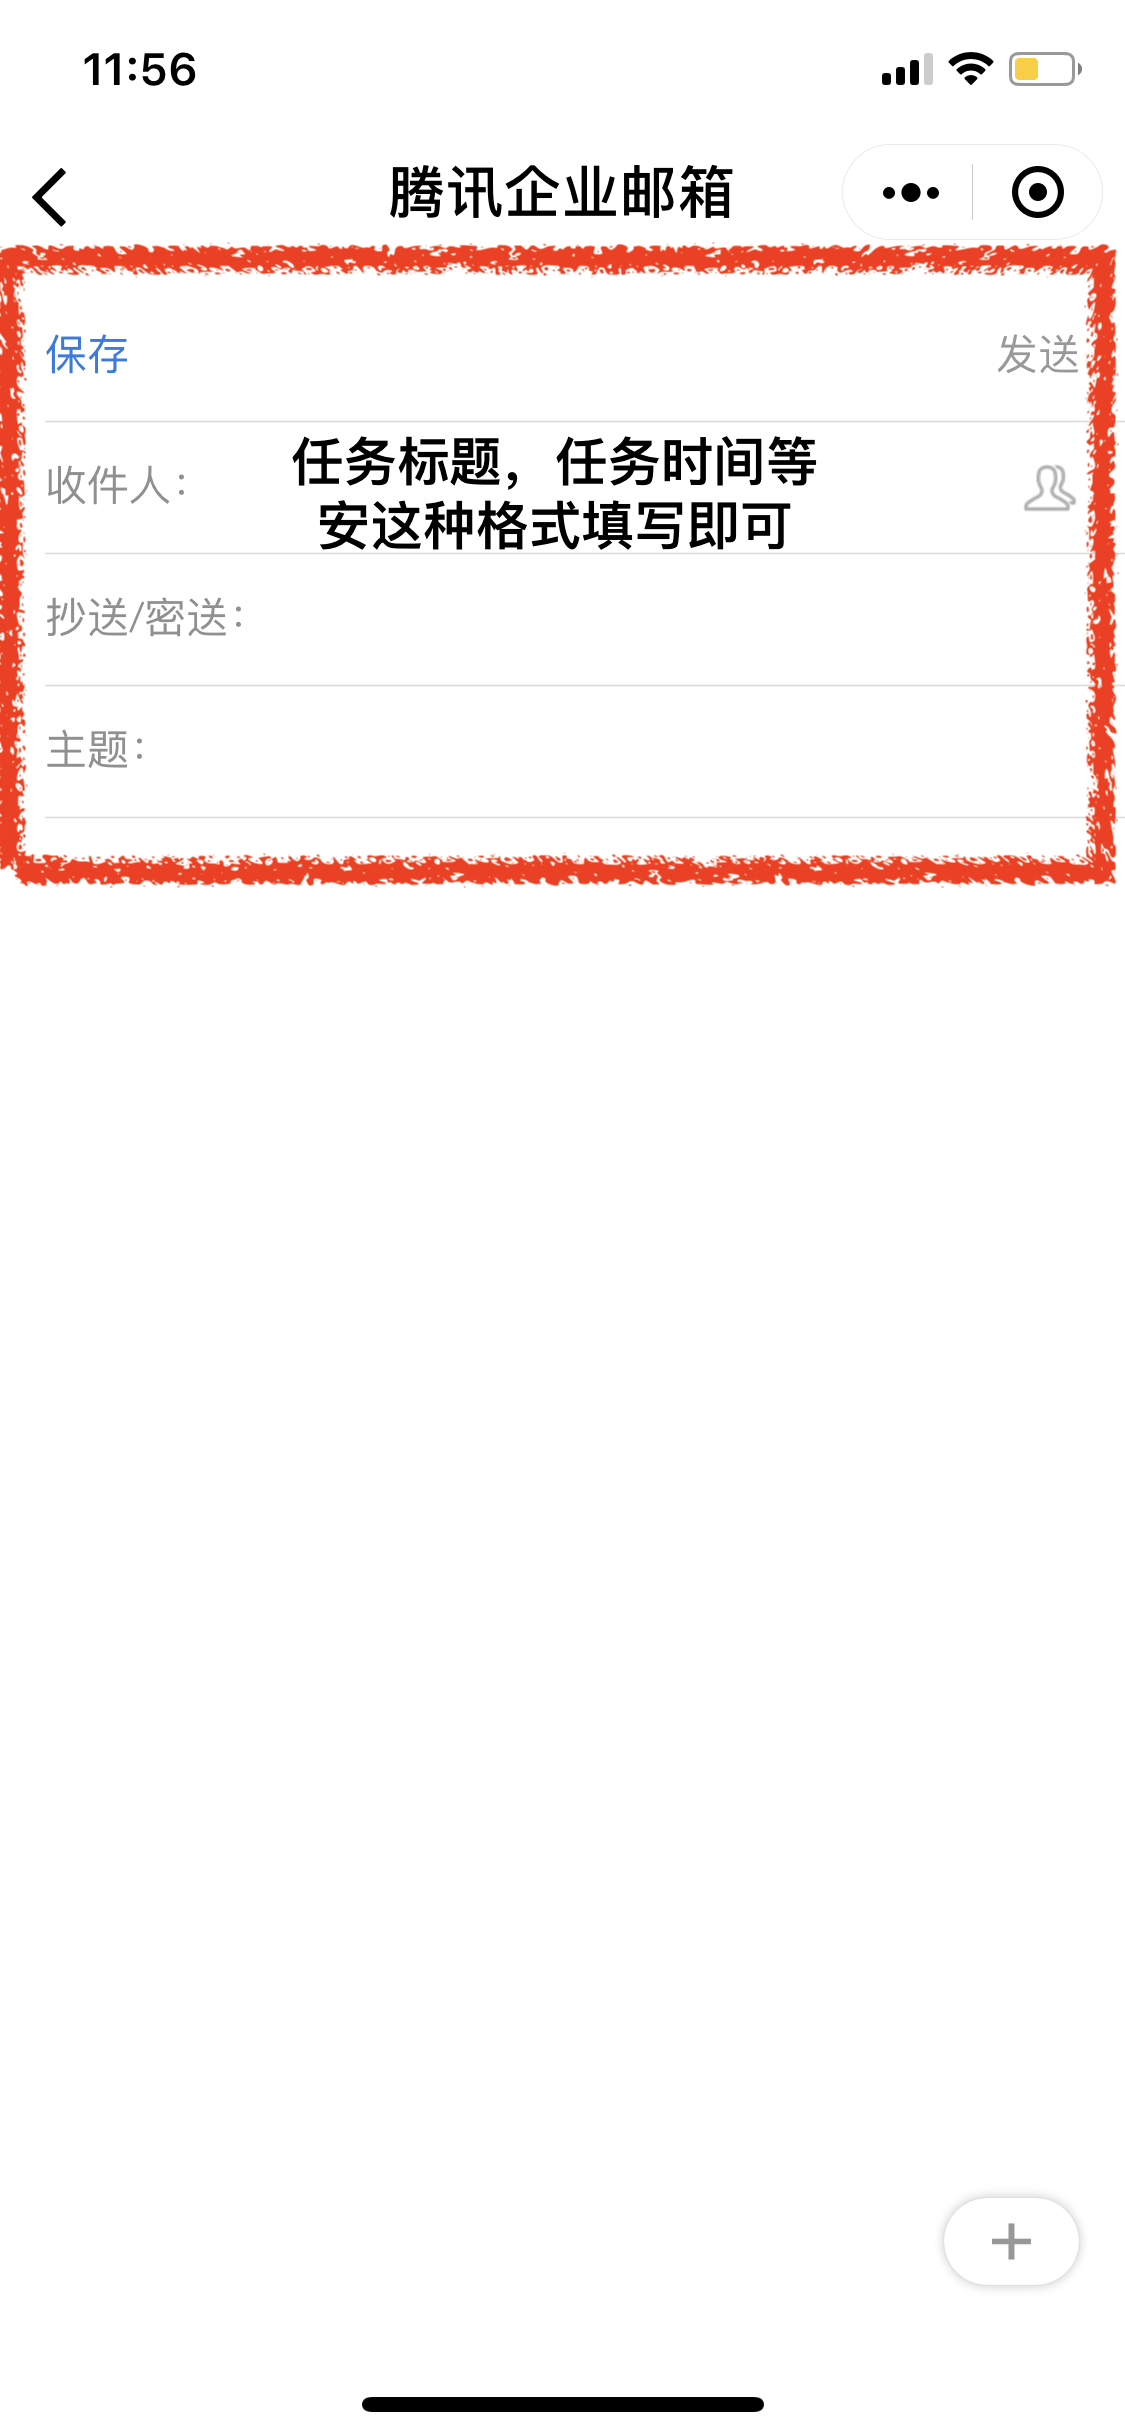 11:56
腾讯企业邮箱
保存
发送
任务标题，任务时间等
安这种格式填写即可
收件人：
抄送/密送：
主题：